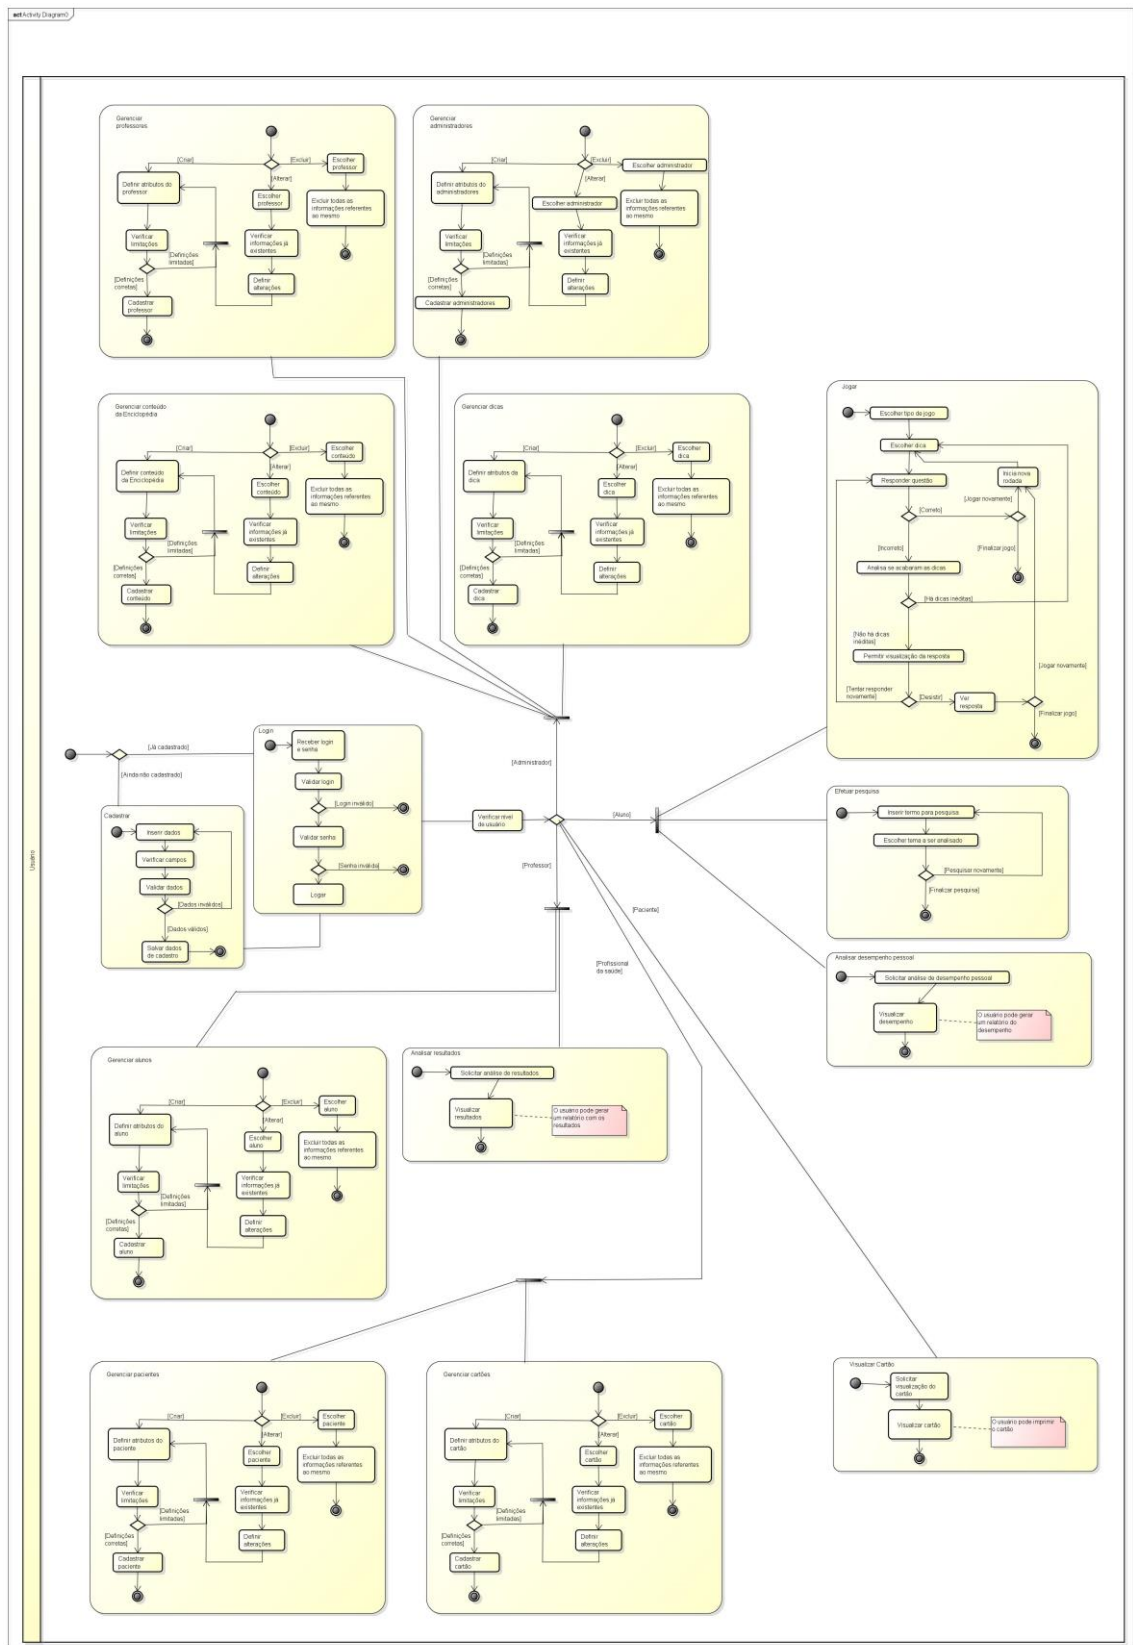 act Activity Diagram0
Usuário
Gerenciar
professores
[Criar]
[Excluir]
Escolher
professor
[Alterar]
Definir atributos do
professor
Escolher
professor
Excluir todas as
informações referentes
ao mesmo
Verificar
limitações
Verificar
informações já
existentes
[Definições
limitadas]
[Definições
corretas]
Definir
alterações
Cadastrar
professor
Gerenciar
administradores
[Criar]
[Excluir]
Escolher administrador
[Alterar]
Definir atributos do
administradores
Escolher administrador
Excluir todas as
informações referentes
ao mesmo
Verificar
limitações
Verificar
informações já
existentes
[Definições
limitadas]
[Definições
corretas]
Definir
alterações
Cadastrar administradores
Gerenciar conteúdo
da Enciclopédia
[Criar]
[Excluir]
Escolher
conteúdo
[Alterar]
Definir conteúdo
da Enciclopédia
Escolher
conteúdo
Excluir todas as
informações referentes
ao mesmo
Verificar
limitações
Verificar
informações já
existentes
[Definições
limitadas]
[Definições
corretas]
Definir
alterações
Cadastrar
conteúdo
Gerenciar dicas
[Criar]
[Excluir]
Escolher
dica
[Alterar]
Definir atributos da
dica
Escolher
dica
Excluir todas as
informações referentes
ao mesmo
Verificar
limitações
Verificar
informações já
existentes
[Definições
limitadas]
[Definições
corretas]
Definir
alterações
Cadastrar
dica
Jogar
Escolher tipo de jogo
Escolher dica
Responder questão
Inicia nova
rodada
[Jogar novamente]
[Correto]
[Incorreto]
[Finalizar jogo]
Analisa se acabaram as dicas
[Há dicas inéditas]
[Não há dicas
inéditas]
Permitir visualização da resposta
[Jogar novamente]
[Tentar responder
novamente]
[Desistir]
Ver
resposta
[Finalizar jogo]
[Já cadastrado]
[Ainda não cadastrado]
Login
Receber login
e senha
Validar login
[Login inválido]
Validar senha
[Senha inválida]
Logar
Cadastrar
Inserir dados
Verificar campos
Validar dados
[Dados inválidos]
[Dados válidos]
Salvar dados
de cadastro
Verificar nível
de usuário
[Administrador]
[Aluno]
[Professor]
[Paciente]
[Profissional
da saúde]
Efetuar pesquisa
Inserir termo para pesquisa
Escolher tema a ser analisado
[Pesquisar novamente]
[Finalizar pesquisa]
Analisar desempenho pessoal
Solicitar análise de desempenho pessoal
Visualizar
desempenho
O usuário pode gerar
um relatório do
desempenho
Gerenciar alunos
[Criar]
[Excluir]
Escolher
aluno
[Alterar]
Definir atributos do
aluno
Escolher
aluno
Excluir todas as
informações referentes
ao mesmo
Verificar
limitações
Verificar
informações já
existentes
[Definições
limitadas]
[Definições
corretas]
Definir
alterações
Cadastrar
aluno
Analisar resultados
Solicitar análise de resultados
Visualizar
resultados
O usuário pode gerar
um relatório com os
resultados
Gerenciar pacientes
[Criar]
[Excluir]
Escolher
paciente
[Alterar]
Definir atributos do
paciente
Escolher
paciente
Excluir todas as
informações referentes
ao mesmo
Verificar
limitações
Verificar
informações já
existentes
[Definições
limitadas]
[Definições
corretas]
Definir
alterações
Cadastrar
paciente
Gerenciar cartões
[Criar]
[Excluir]
Escolher
cartão
[Alterar]
Definir atributos do
cartão
Escolher
cartão
Excluir todas as
informações referentes
ao mesmo
Verificar
limitações
Verificar
informações já
existentes
[Definições
limitadas]
[Definições
corretas]
Definir
alterações
Cadastrar
cartão
Visualizar Cartão
Solicitar
visualização do
cartão
Visualizar cartão
O usuário pode imprimir
o cartão